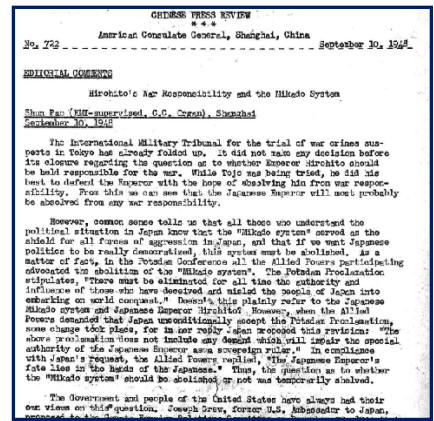 CHINESE PRESS REVIEW
* * *
American Consulate General, Shanghai, China
No. 722 September 10, 1948
EDITORIAL COMMENTS
Hirohito's War Responsibility and the Mikado System
Shun Pao (KMT-supervised, C.C. Organ), Shanghai
September 10, 1948
The International Military Tribunal for the trial of war crimes sus-
pects in Tokyo has already folded up. It did not make any decision before
its closure regarding the question as to whether Emperor Hirohito should
be held responsible for the war. While Tojo was being tried, he did his
best to defend the Emperor with the hope of absolving him from war respon-
sibility. From this we can see that the Japanese Emperor will most probably
be absolved from any war responsibility.
However, common sense tells us that all those who understand the
political situation in Japan know that the "Mikado system" served as the
shield for all forces of aggression in Japan, and that if we want Japanese
politics to be really democratized, this system must be abolished. As a
matter of fact, in the Potsdam Conference all the Allied Powers participating
advocated the abolition of the "Mikado system". The Potsdam Proclamation
stipulates, "There must be eliminated for all time the authority and
influence of those who have deceived and misled the people of Japan into
embarking on world conquest." Doesn't this plainly refer to the Japanese
Mikado system and Japanese Emperor Hirohito? However, when the Allied
Powers demanded that Japan unconditionally accept the Potsdam Proclamation,
some change took place, for in her reply Japan proposed this revision: "The
above proclamation does not include any demand which will impair the special
authority of the Japanese Emperor as a sovereign ruler." In compliance
with Japan's request, the Allied Powers replied, "The Japanese Emperor's
fate lies in the hands of the Japanese." Thus, the question as to whether
the "Mikado system" should be abolished or not was temporarily shelved.
The Government and people of the United States have always had their
own views on this question. Joseph Grew, former U.S. Ambassador to Japan,